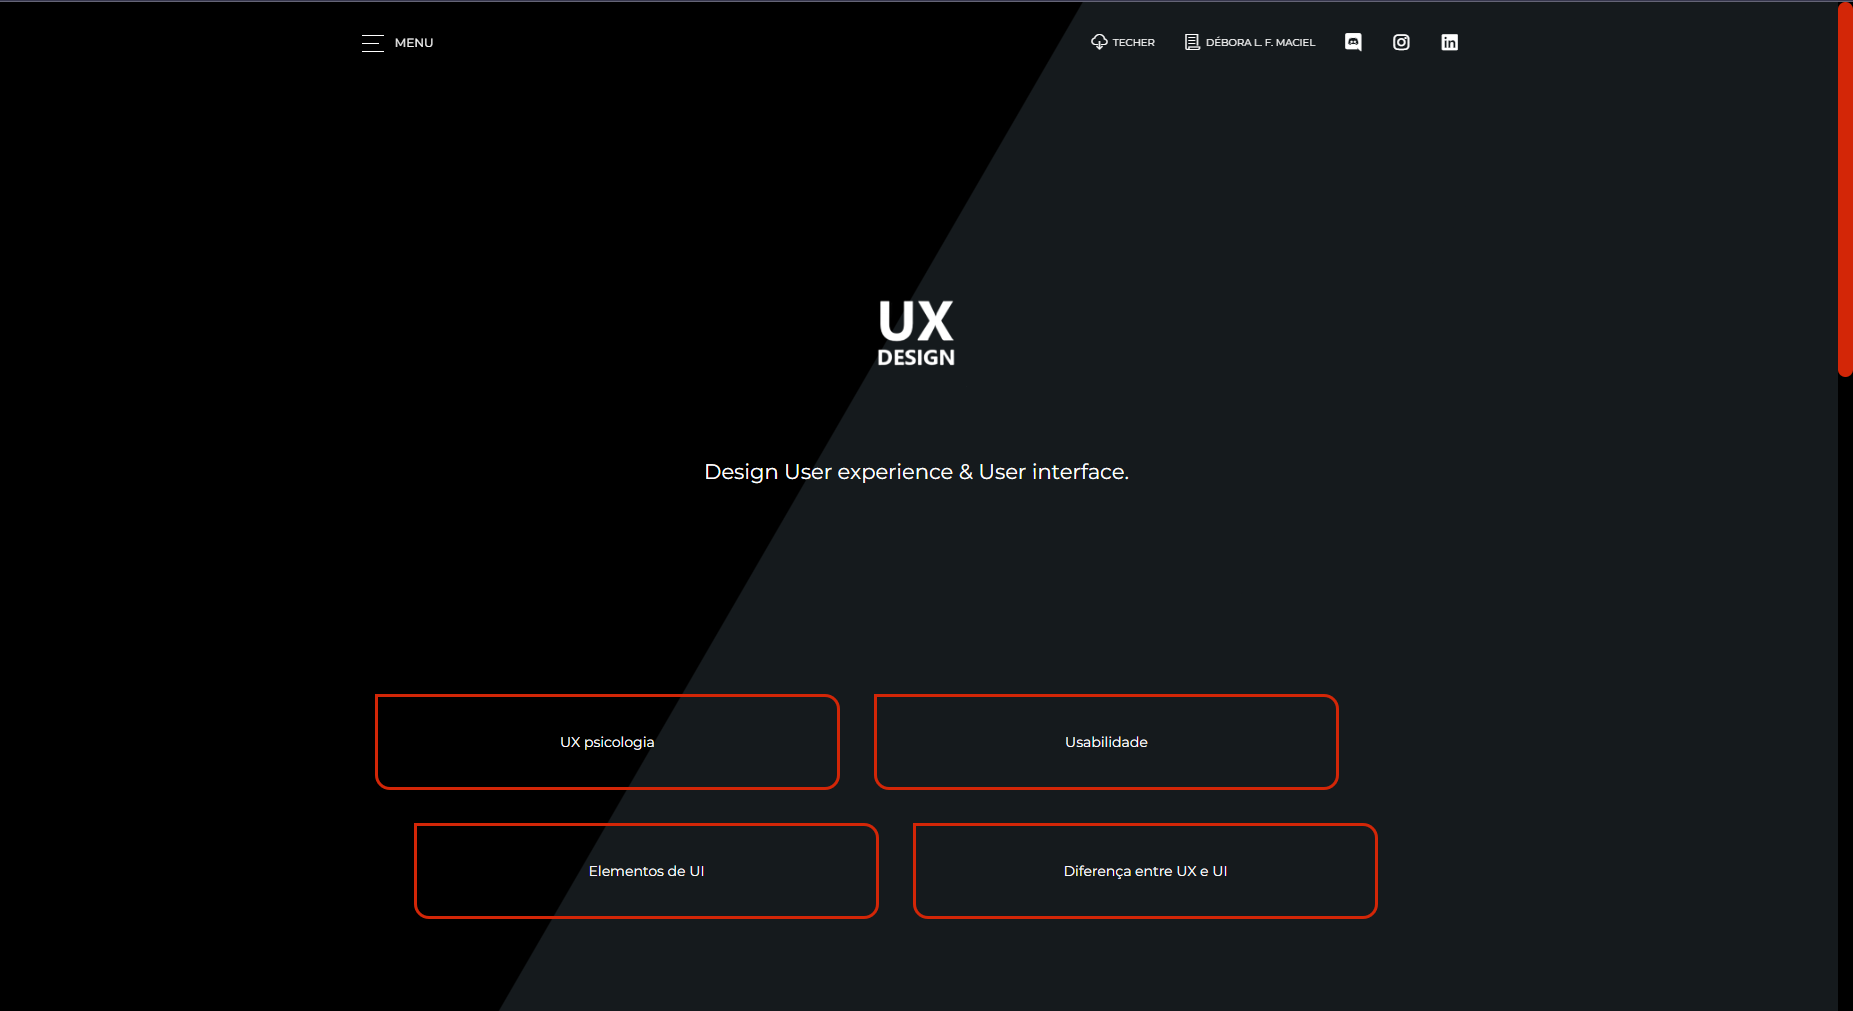 MENU
TECHER
DÉBORA L. F. MACIEL
UX
DESIGN
Design User experience & User interface.
UX psicologia
Usabilidade
Elementos de UI
Diferença entre UX e UI